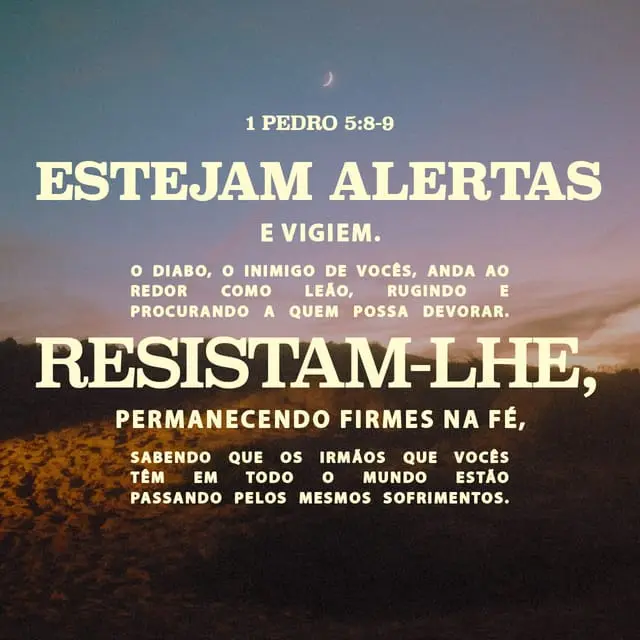 1 PEDRO 5:8-9
ESTEJAM ALERTAS
E VIGIEM.
O DIABO, O INIMIGO DE VOCÊS, ANDA AO
REDOR COMO LEÃO, RUGINDO E
PROCURANDO A QUEM POSSA DEVORAR.
RESISTAM-LHE,
PERMANECENDO FIRMES NA FÉ,
SABENDO QUE OS IRMÃOS QUE VOCÊS
TÊM EM TODO O MUNDO ESTÃO
PASSANDO PELOS MESMOS SOFRIMENTOS.